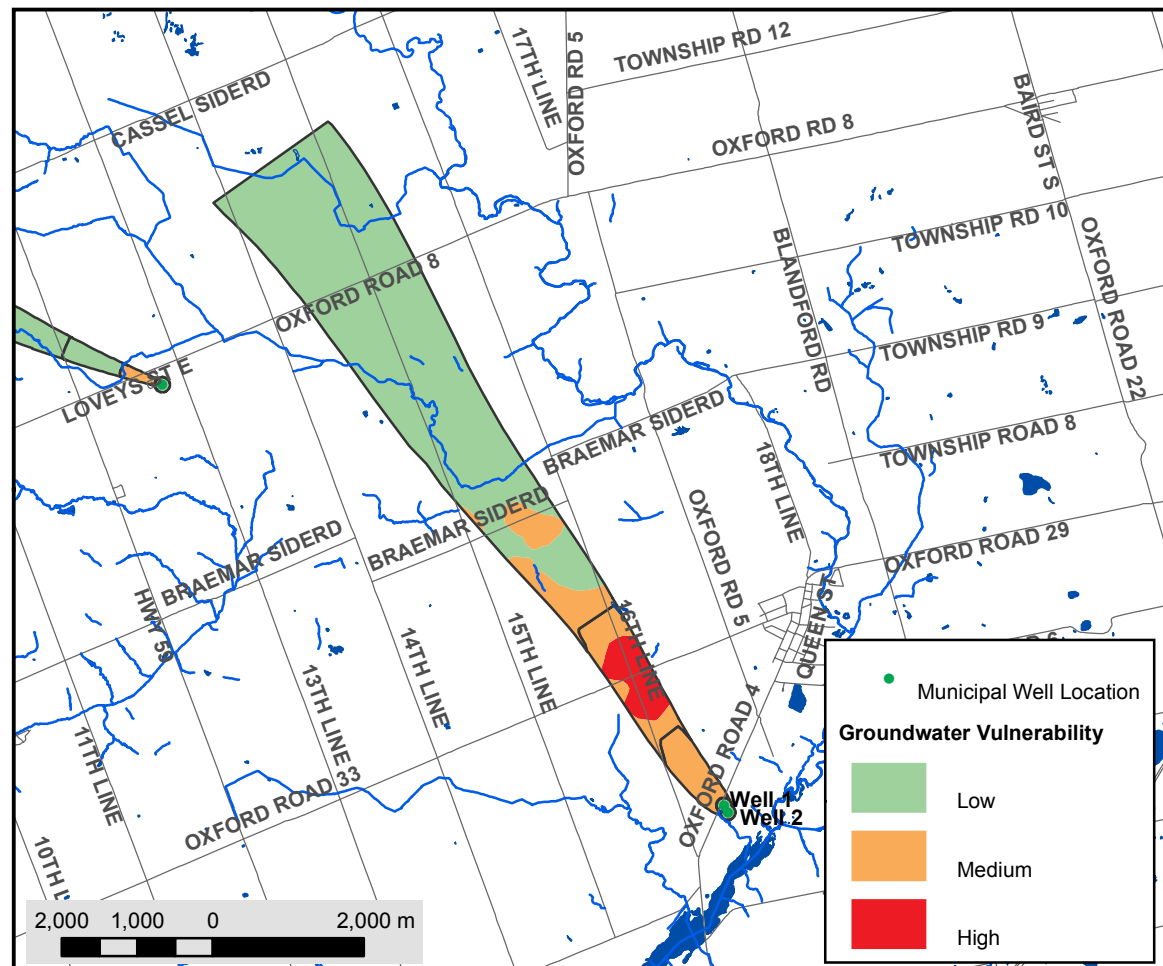 17TH LINE
OXFORD RD 5
TOWNSHIP RD 12
CASSEL SIDERD
BAIRD ST S
OXFORD RD 8
TOWNSHIP RD 10
BLANDFORD RD
OXFORD ROAD 22
OXFORD ROAD 8
TOWNSHIP RD 9
LOVEYS ST E
BRAEMAR SIDERD
18TH LINE
TOWNSHIP ROAD 8
OXFORD RD 5
BRAEMAR SIDERD
BRAEMAR SIDERD
OXFORD ROAD 29
HWY 59
QUEEN ST
16TH LINE
15TH LINE
14TH LINE
13TH LINE
11TH LINE
OXFORD ROAD 4
OXFORD ROAD 33
10TH L
Well 1
Well 2
Municipal Well Location
Groundwater Vulnerability
Low
Medium
High
2,000 1,000 0 2,000 m